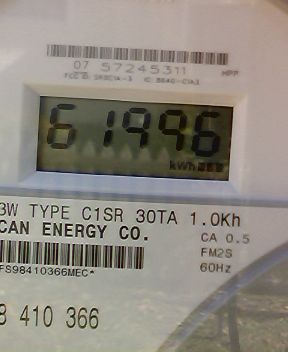 07 57245311
61996
kWh
3W TYPE C1SR 30TA 1.0Kh
CAN ENERGY CO.
CA 0.5
FM2S
60Hz
FS98410366MEC*
8 410 366